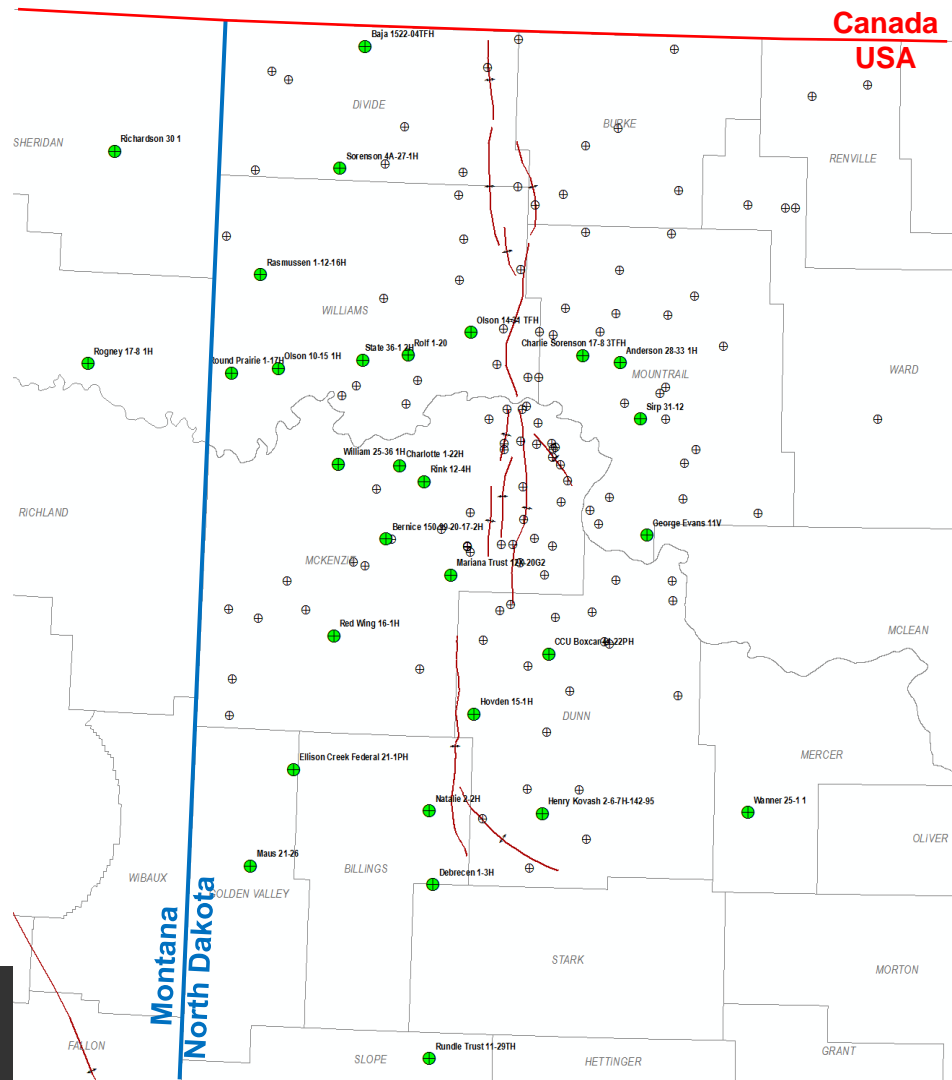 Canada
USA
Baja 1522-04TFH
DIVIDE
BURKE
SHERIDAN
Richardson 30 1
RENVILLE
Sorenson 4A-27-1H
Rasmussen 1-12-16H
WILLIAMS
Olson 14-31 TFH
Rogney 17-8 1H
Round Prairie 1-17H
Olson 10-15 1H
State 36-1 2H
Rolf 1-20
Charlie Sorenson 17-8 3TFH
Anderson 28-33 1H
MOUNTRAIL
WARD
Sirp 31-12
William 25-36 1H
Charlotte 1-22H
Rink 12-4H
RICHLAND
George Evans 11V
Bernice 150-99-20-17-2H
MCKENZIE
Mariana Trust 12X-20G2
Red Wing 16-1H
MCLEAN
CCU Boxcar 44-22PH
Hovden 15-1H
DUNN
MERCER
Ellison Creek Federal 21-1PH
Natalie 2-2H
Henry Kovash 2-6-7H-142-95
Wanner 25-1 1
OLIVER
Maus 21-26
WIBAUX
GOLDEN VALLEY
BILLINGS
Debrecen 1-3H
Montana
North Dakota
STARK
MORTON
FALLON
SLOPE
Rundle Trust 11-29TH
HETTINGER
GRANT